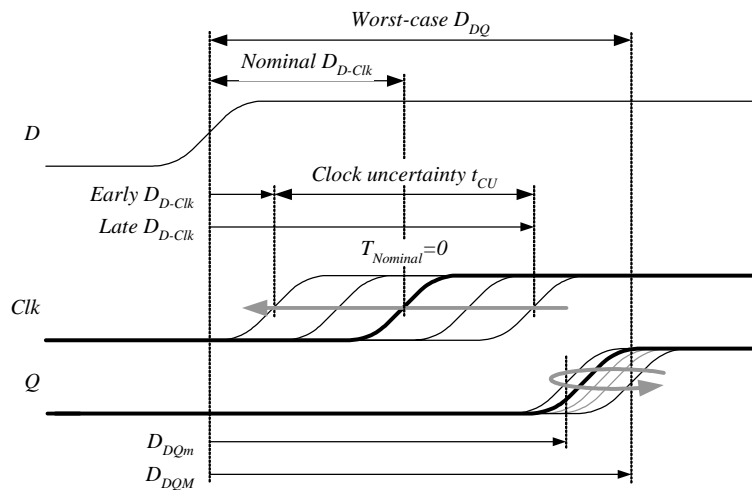 Worst-case D_DQ
Nominal D_D-Clk
D
Early D_D-Clk
Clock uncertainty t_CU
Late D_D-Clk
T_Nominal=0
Clk
Q
D_DQm
D_DQM